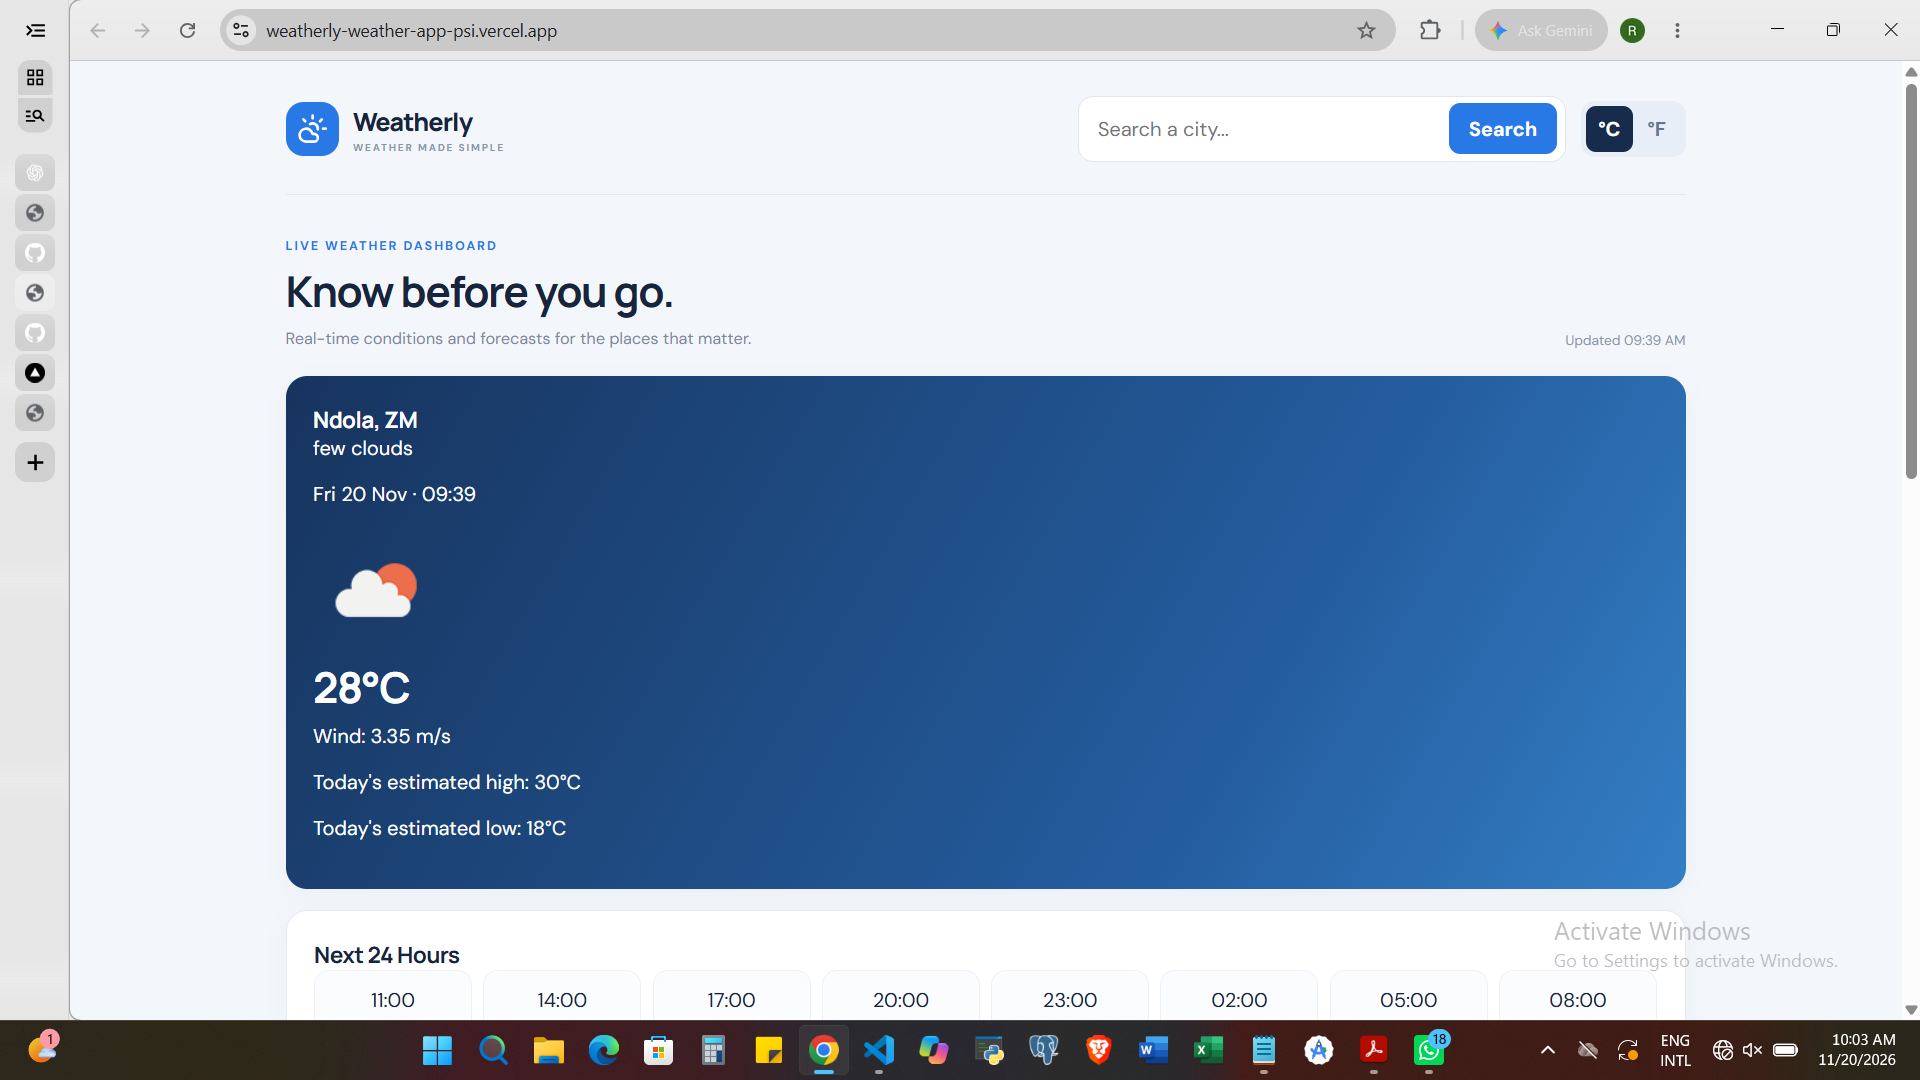 weatherly-weather-app-psi.vercel.app
Ask Gemini
R
Weatherly
WEATHER MADE SIMPLE
Search a city...
Search
°C
°F
LIVE WEATHER DASHBOARD
Know before you go.
Real-time conditions and forecasts for the places that matter.
Updated 09:39 AM
Ndola, ZM
few clouds
Fri 20 Nov · 09:39
28°C
Wind: 3.35 m/s
Today's estimated high: 30°C
Today's estimated low: 18°C
Next 24 Hours
11:00
14:00
17:00
20:00
23:00
02:00
05:00
08:00
Activate Windows
Go to Settings to activate Windows.
1
18
ENG
INTL
10:03 AM
11/20/2026